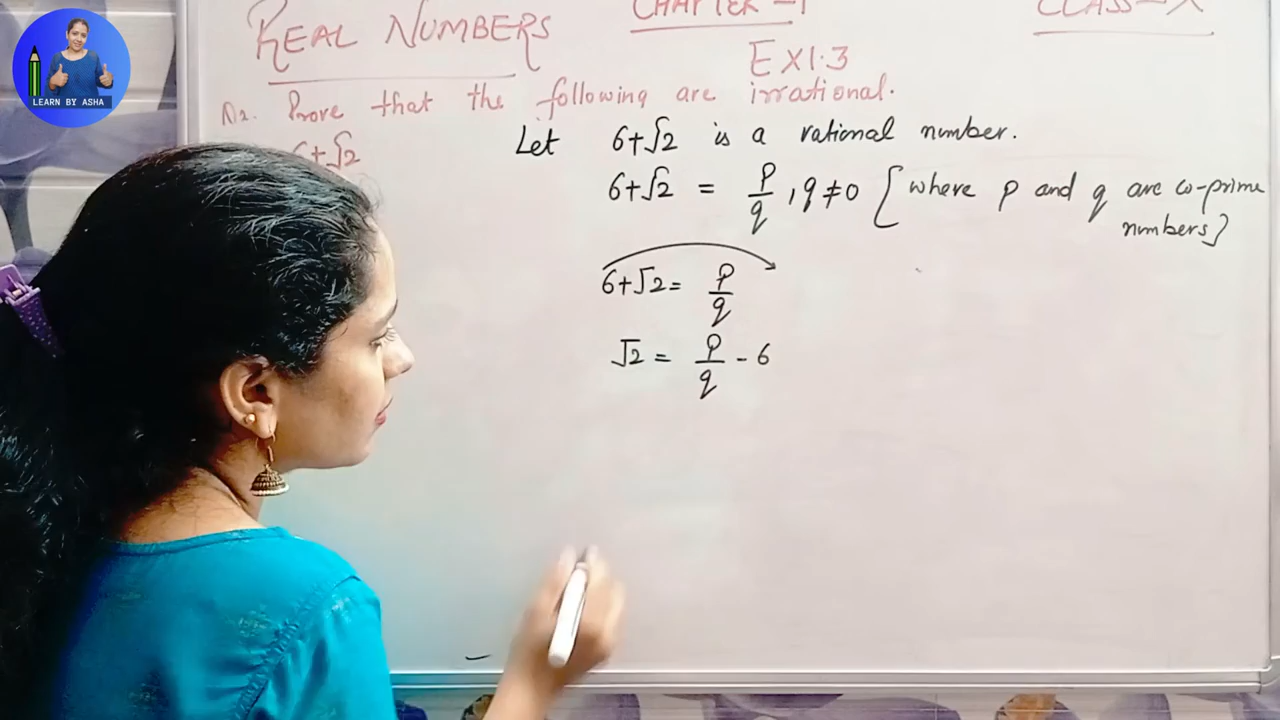 REAL NUMBERS CHAPTER-1 CLASS-X
EX1.3
Prove that the following are irrational.
6+√2
Let 6+√2 is a rational number.
6+√2 = p/q , q≠0 [where p and q are co-prime
numbers]
6+√2 = p/q
√2 = p/q - 6
LEARN BY ASHA